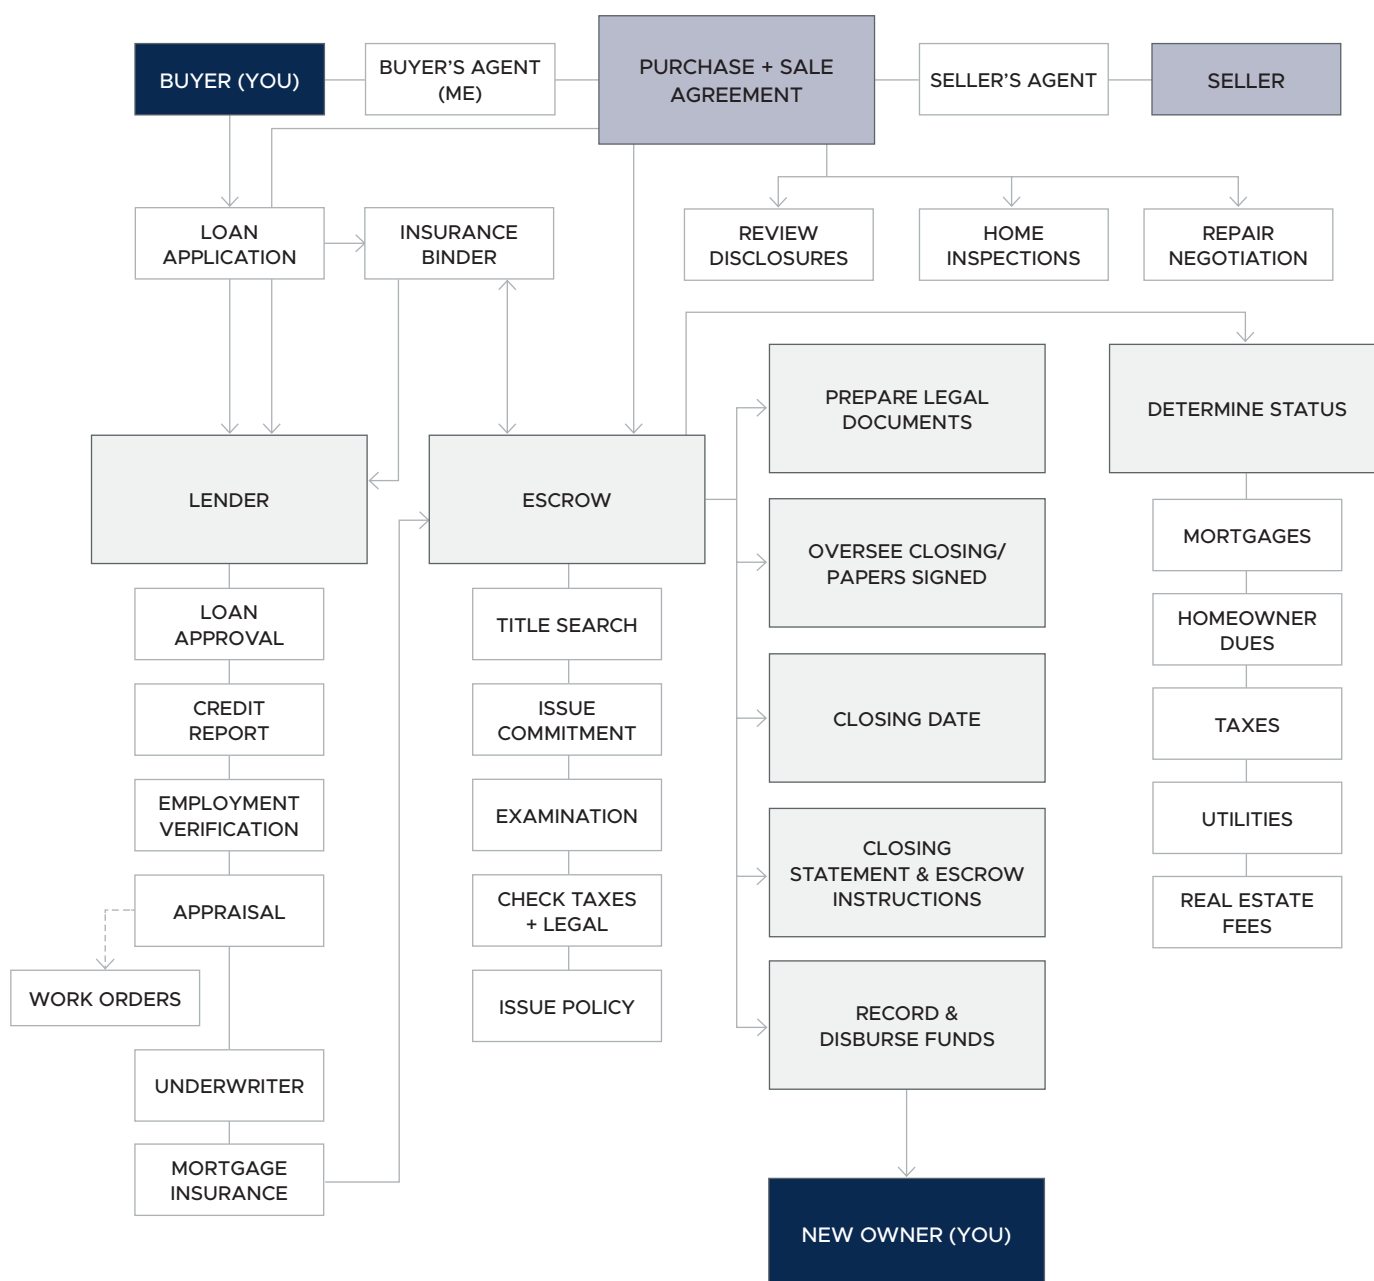 BUYER (YOU)
BUYER'S AGENT
(ME)
PURCHASE + SALE
AGREEMENT
SELLER'S AGENT
SELLER
LOAN
APPLICATION
INSURANCE
BINDER
REVIEW
DISCLOSURES
HOME
INSPECTIONS
REPAIR
NEGOTIATION
LENDER
ESCROW
PREPARE LEGAL
DOCUMENTS
DETERMINE STATUS
LOAN
APPROVAL
CREDIT
REPORT
EMPLOYMENT
VERIFICATION
APPRAISAL
WORK ORDERS
UNDERWRITER
MORTGAGE
INSURANCE
TITLE SEARCH
ISSUE
COMMITMENT
EXAMINATION
CHECK TAXES
+ LEGAL
ISSUE POLICY
OVERSEE CLOSING/
PAPERS SIGNED
CLOSING DATE
CLOSING
STATEMENT & ESCROW
INSTRUCTIONS
RECORD &
DISBURSE FUNDS
MORTGAGES
HOMEOWNER
DUES
TAXES
UTILITIES
REAL ESTATE
FEES
NEW OWNER (YOU)